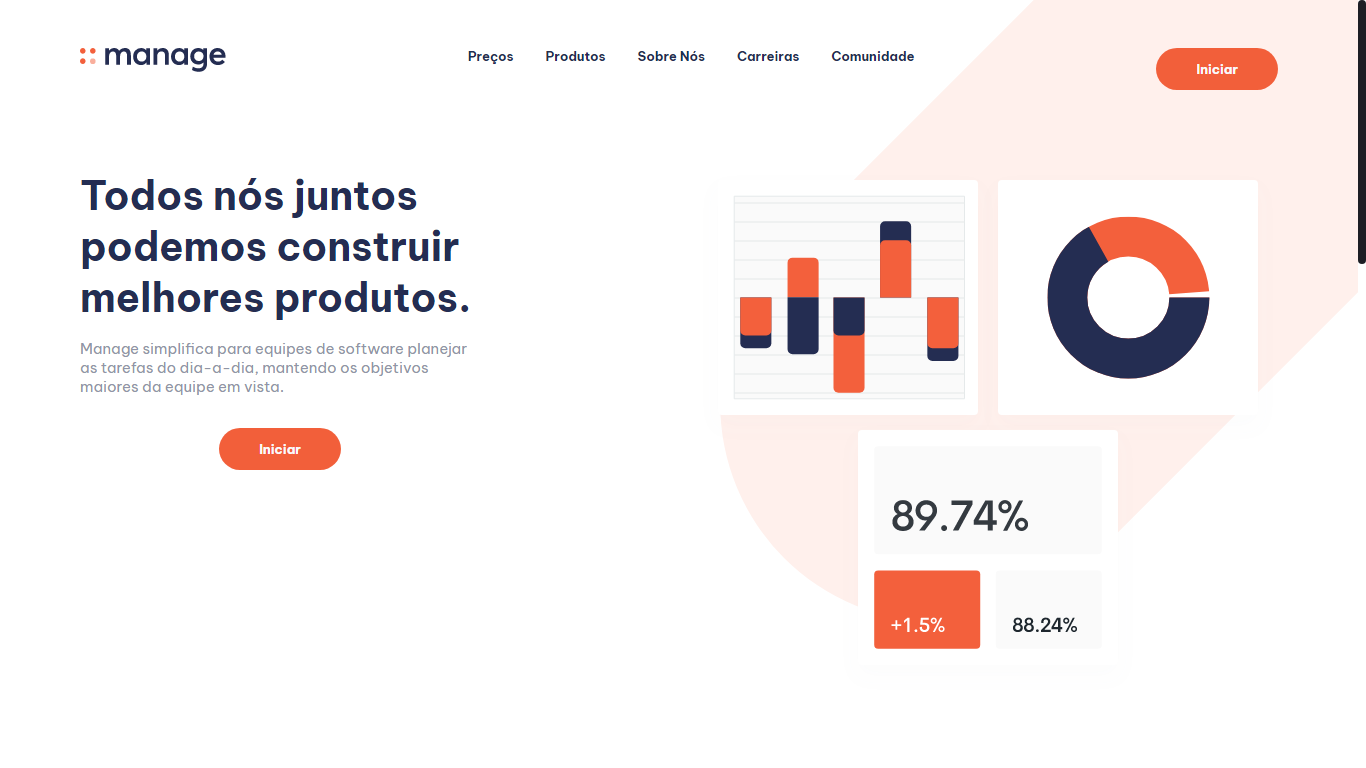 manage
Preços
Produtos
Sobre Nós
Carreiras
Comunidade
Iniciar
Todos nós juntos
podemos construir
melhores produtos.
Manage simplifica para equipes de software planejar
as tarefas do dia-a-dia, mantendo os objetivos
maiores da equipe em vista.
Iniciar
89.74%
+1.5%
88.24%